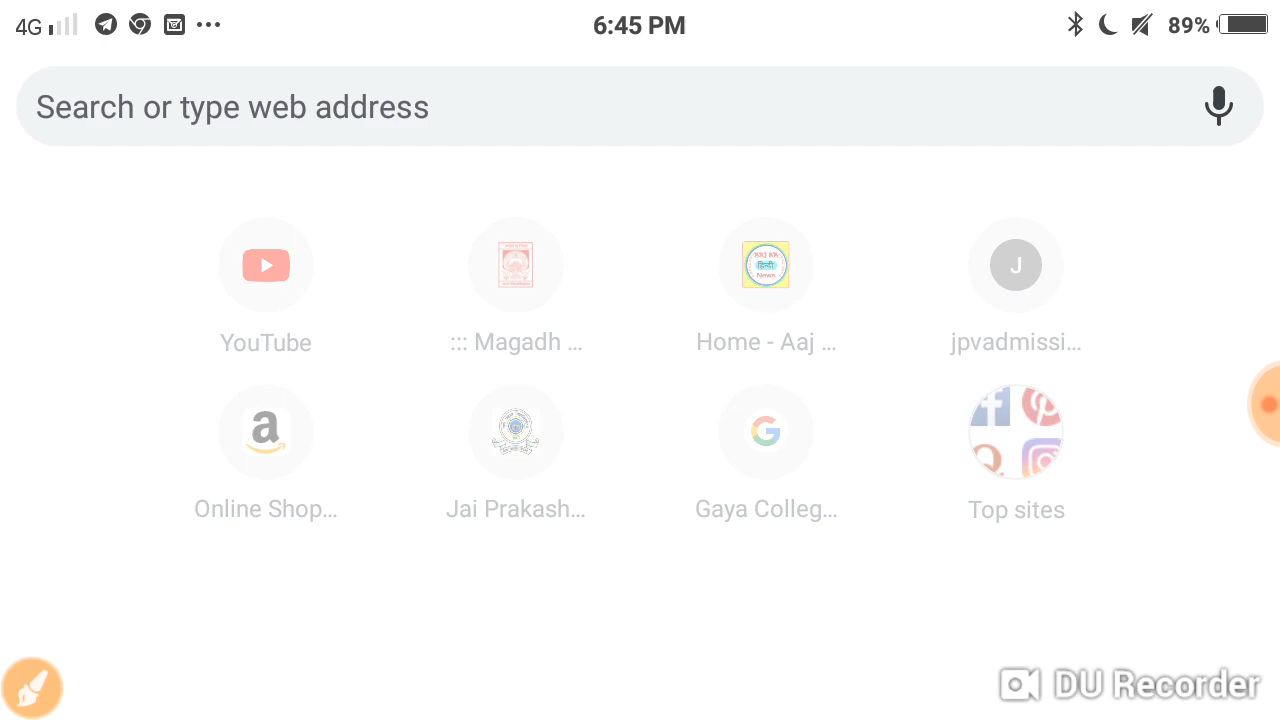 4G 6:45 PM 89%
Search or type web address
YouTube ::: Magadh ... Home - Aaj ... jpvadmissi...
J
a
Online Shop... Jai Prakash... Gaya Colleg... Top sites
DU Recorder